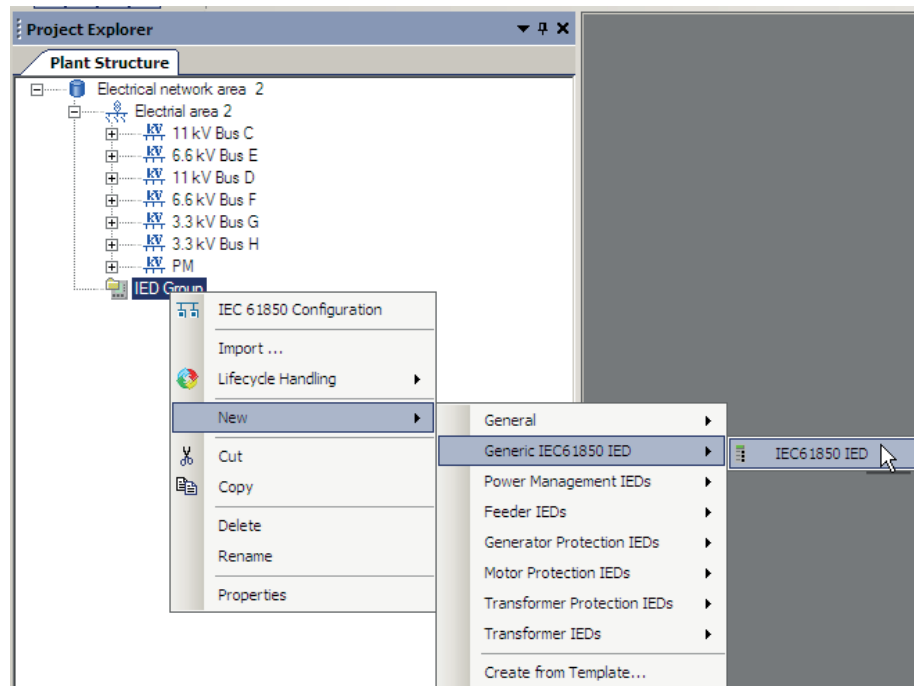 Project Explorer
Plant Structure
Electrical network area 2
Electrial area 2
11 kV Bus C
6.6 kV Bus E
11 kV Bus D
6.6 kV Bus F
3.3 kV Bus G
3.3 kV Bus H
PM
IED Group
IEC 61850 Configuration
Import ...
Lifecycle Handling
New
Cut
Copy
Delete
Rename
Properties
General
Generic IEC61850 IED
Power Management IEDs
Feeder IEDs
Generator Protection IEDs
Motor Protection IEDs
Transformer Protection IEDs
Transformer IEDs
Create from Template...
IEC61850 IED